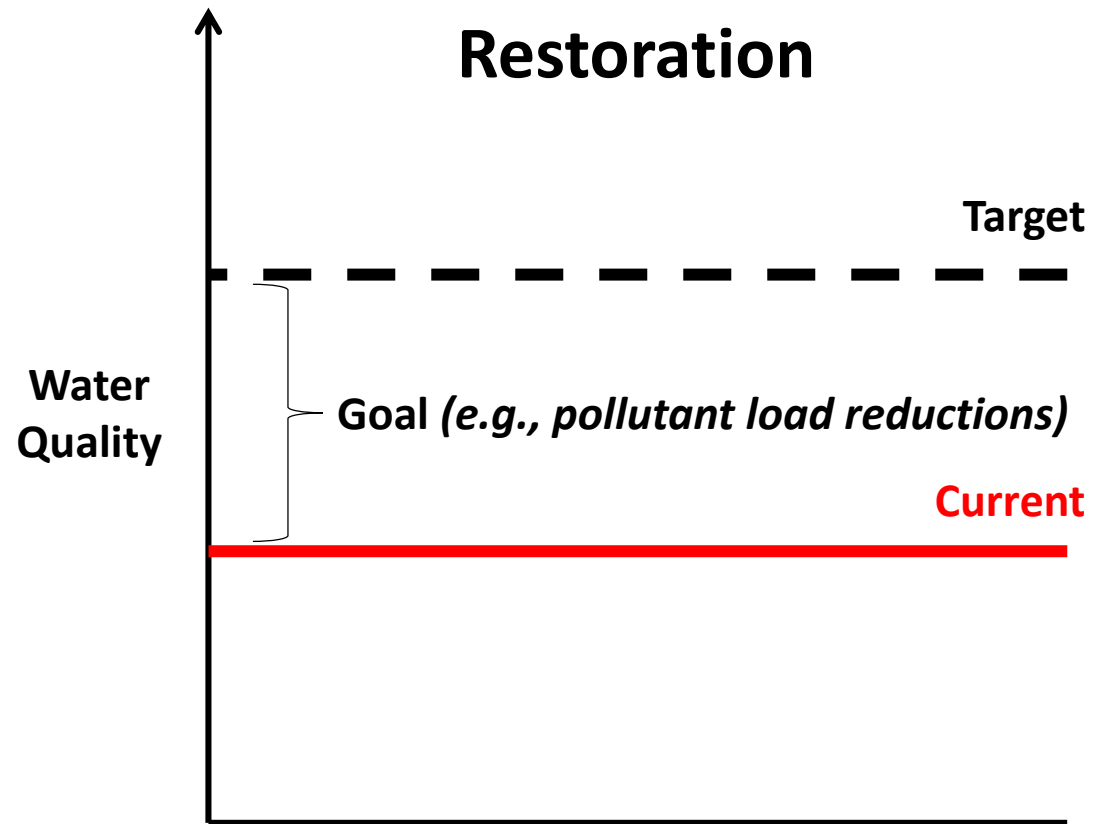 Restoration
Target
Water
Quality
Goal (e.g., pollutant load reductions)
Current